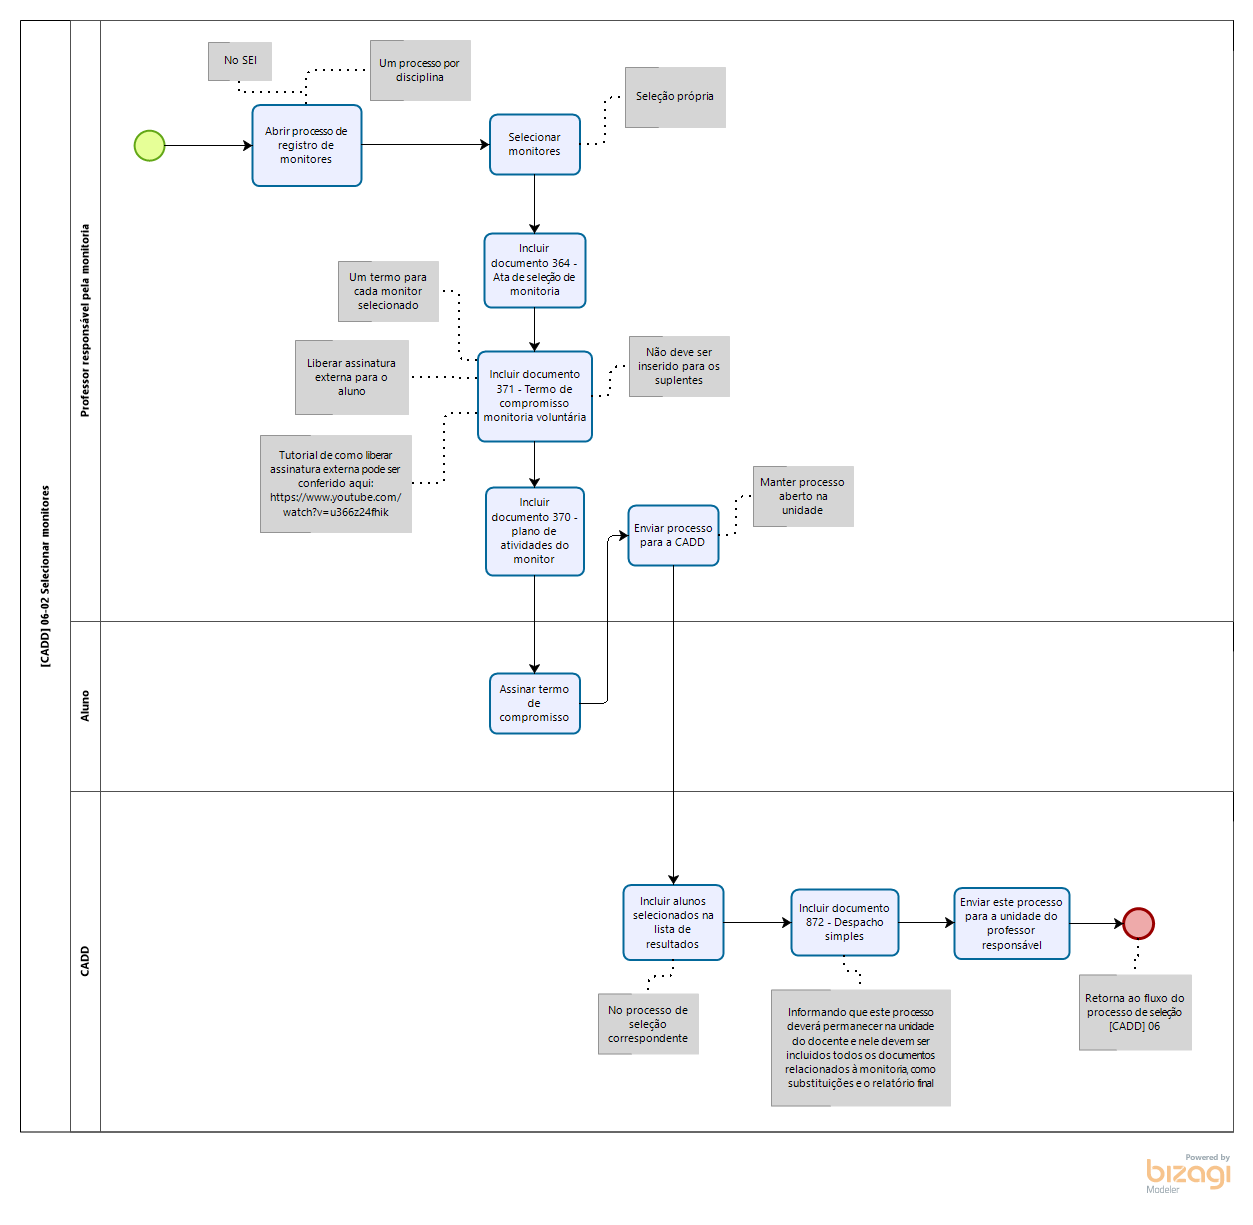 [CADD] 06-02 Selecionar monitores
Professor responsável pela monitoria
No SEI
Um processo por
disciplina
Seleção própria
Abrir processo de
registro de
monitores
Selecionar
monitores
Incluir
documento 364 -
Ata de seleção de
monitoria
Um termo para
cada monitor
selecionado
Liberar assinatura
externa para o
aluno
Não deve ser
inserido para os
suplentes
Incluir documento
371 - Termo de
compromisso
monitoria voluntária
Tutorial de como liberar
assinatura externa pode ser
conferido aqui:
https://www.youtube.com/
watch?v=u366z24fhik
Incluir
documento 370 -
plano de
atividades do
monitor
Enviar processo
para a CADD
Manter processo
aberto na
unidade
Aluno
Assinar termo
de
compromisso
CADD
Incluir alunos
selecionados na
lista de
resultados
Incluir documento
872 - Despacho
simples
Enviar este processo
para a unidade do
professor
responsável
No processo de
seleção
correspondente
Informando que este processo
deverá permanecer na unidade
do docente e nele devem ser
incluidos todos os documentos
relacionados à monitoria, como
substituições e o relatório final
Retorna ao fluxo do
processo de seleção
[CADD] 06
Powered by
bizagi
Modeler